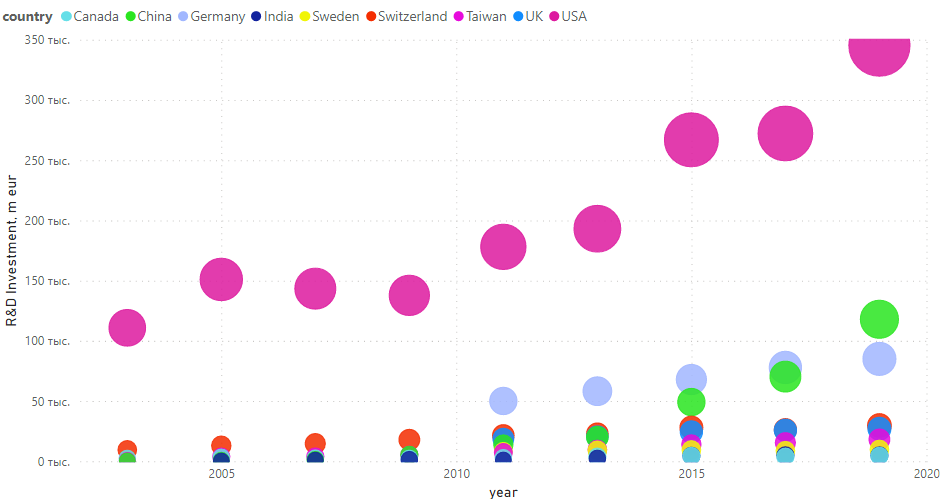 country Canada China Germany India Sweden Switzerland Taiwan UK USA
350 тыс.
300 тыс.
250 тыс.
200 тыс.
150 тыс.
100 тыс.
50 тыс.
0 тыс.
R&D Investment, m eur
2005 2010 2015 2020
year